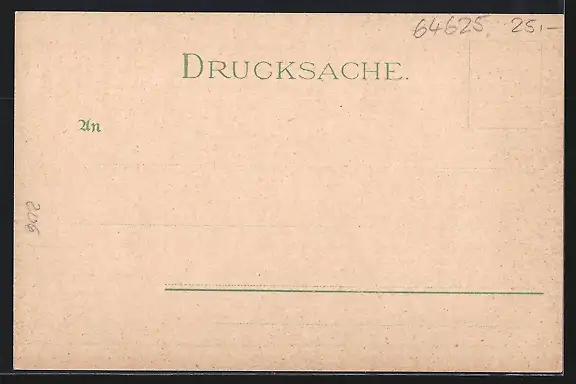 64625. 25,-
DRUCKSACHE.
An
206